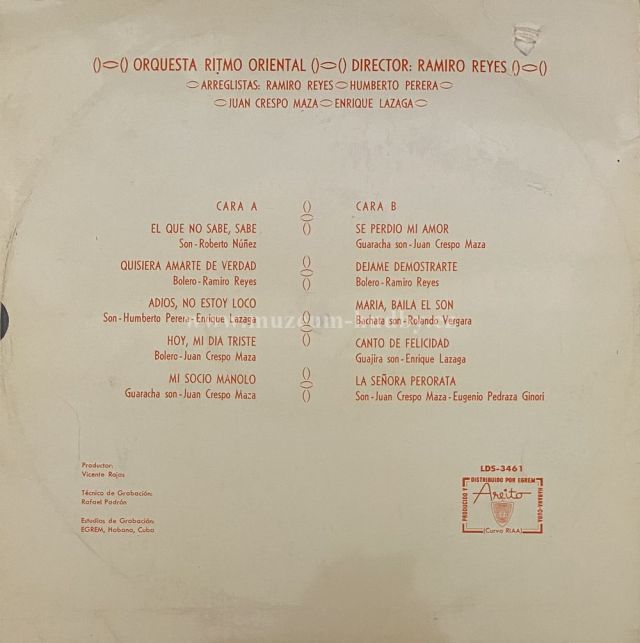 ORQUESTA RITMO ORIENTAL DIRECTOR: RAMIRO REYES
ARREGLISTAS: RAMIRO REYES HUMBERTO PERERA
JUAN CRESPO MAZA ENRIQUE LAZAGA
CARA A
EL QUE NO SABE, SABE
Son-Roberto Núñez
QUISIERA AMARTE DE VERDAD
Bolero-Ramiro Reyes
ADIOS, NO ESTOY LOCO
Son-Humberto Perera-Enrique Lazaga
HOY, MI DIA TRISTE
Bolero-Juan Crespo Maza
MI SOCIO MANOLO
Guaracha son-Juan Crespo Maza
CARA B
SE PERDIO MI AMOR
Guaracha son-Juan Crespo Maza
DEJAME DEMOSTRARTE
Bolero-Ramiro Reyes
MARIA, BAILA EL SON
Bachata son-Rolando Vergara
CANTO DE FELICIDAD
Guajira son-Enrique Lazaga
LA SEÑORA PERORATA
Son-Juan Crespo Maza-Eugenio Pedraza Ginori
Productor:
Vicente Rojas
Técnico de Grabación:
Rafael Padrón
Estudios de Grabación:
EGREM, Habana, Cuba
LDS-3461
PRODUCIDO Y
DISTRIBUIDO POR EGREM
HABANA-CUBA
Areito
(Curva RIAA)